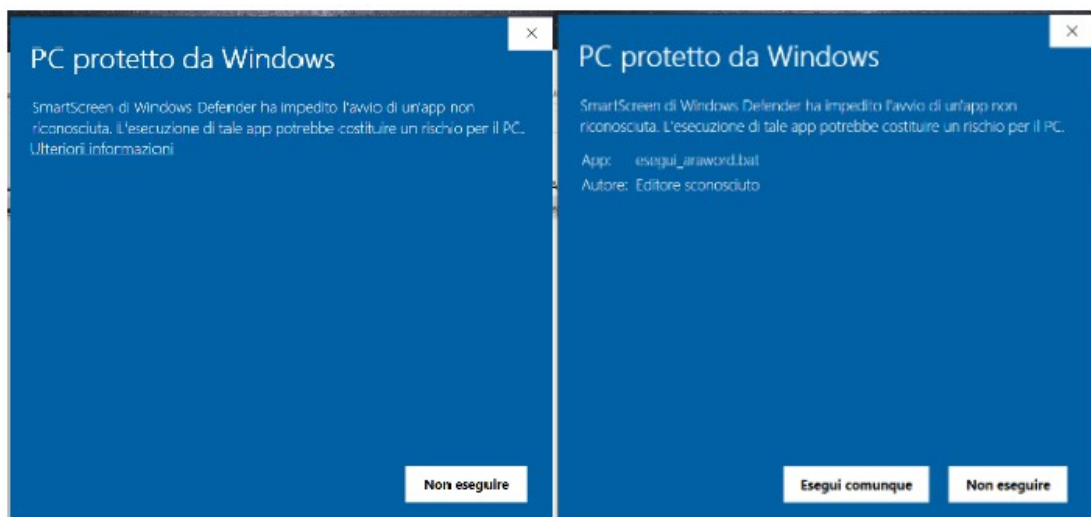 PC protetto da Windows
SmartScreen di Windows Defender ha impedito l'avvio di un'app non
riconosciuta. L'esecuzione di tale app potrebbe costituire un rischio per il PC.
Ulteriori informazioni
Non eseguire
PC protetto da Windows
SmartScreen di Windows Defender ha impedito l'avvio di un'app non
riconosciuta. L'esecuzione di tale app potrebbe costituire un rischio per il PC.
App: esegui_araword.bat
Autore: Editore sconosciuto
Esegui comunque Non eseguire